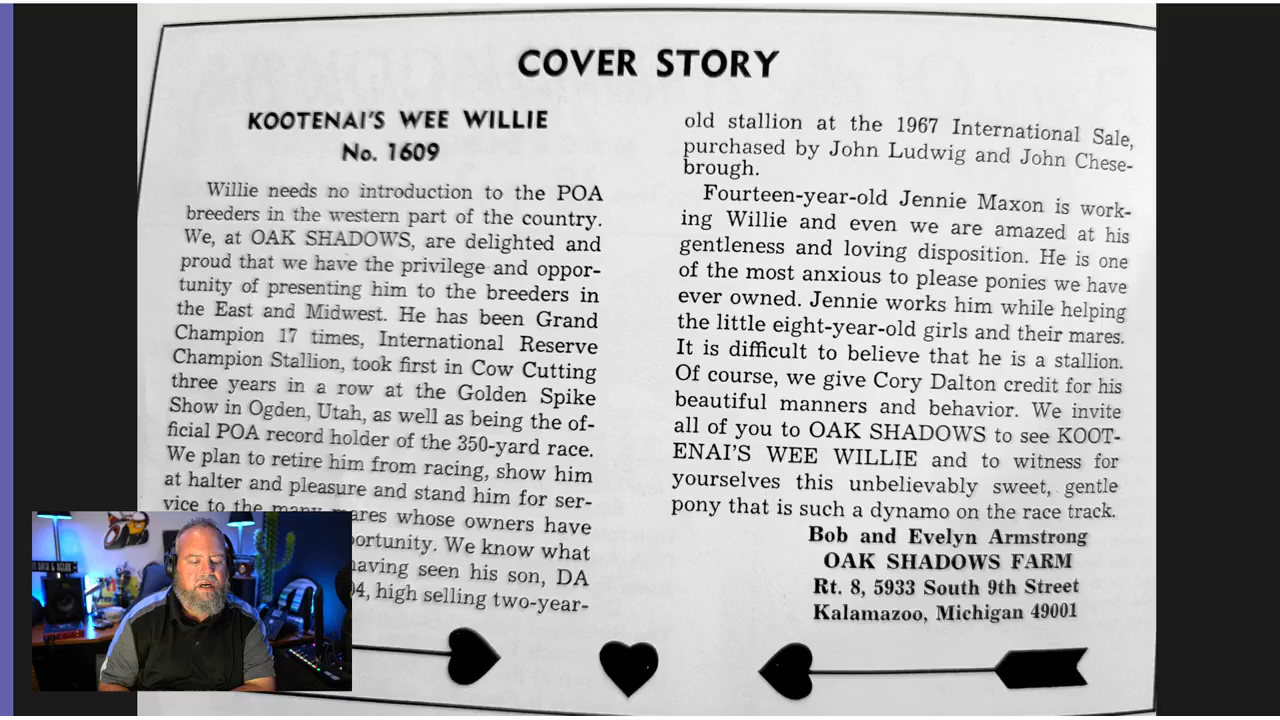 COVER STORY
KOOTENAI'S WEE WILLIE
No. 1609
Willie needs no introduction to the POA
breeders in the western part of the country.
We, at OAK SHADOWS, are delighted and
proud that we have the privilege and oppor-
tunity of presenting him to the breeders in
the East and Midwest. He has been Grand
Champion 17 times, International Reserve
Champion Stallion, took first in Cow Cutting
three years in a row at the Golden Spike
Show in Ogden, Utah, as well as being the of-
ficial POA record holder of the 350-yard race.
We plan to retire him from racing, show him
at halter and pleasure and stand him for ser-
vice to the many mares whose owners have
portunity. We know what
having seen his son, DA
4, high selling two-year-
old stallion at the 1967 International Sale,
purchased by John Ludwig and John Chese-
brough.
Fourteen-year-old Jennie Maxon is work-
ing Willie and even we are amazed at his
gentleness and loving disposition. He is one
of the most anxious to please ponies we have
ever owned. Jennie works him while helping
the little eight-year-old girls and their mares.
It is difficult to believe that he is a stallion.
Of course, we give Cory Dalton credit for his
beautiful manners and behavior. We invite
all of you to OAK SHADOWS to see KOOT-
ENAI'S WEE WILLIE and to witness for
yourselves this unbelievably sweet, gentle
pony that is such a dynamo on the race track.
Bob and Evelyn Armstrong
OAK SHADOWS FARM
Rt. 8, 5933 South 9th Street
Kalamazoo, Michigan 49001